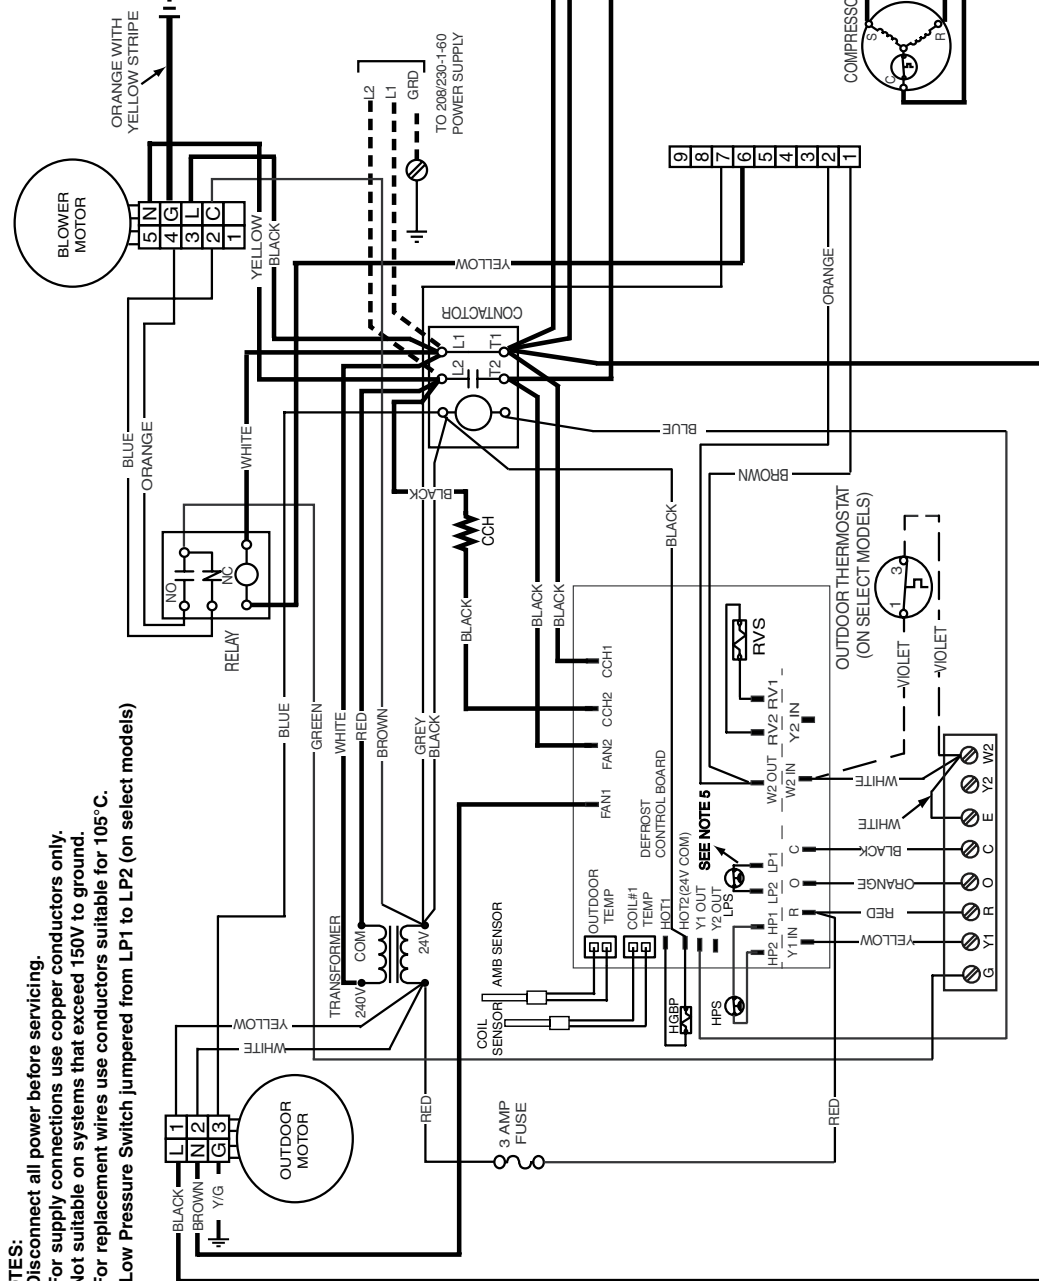 OTES:
Disconnect all power before servicing.
For supply connections use copper conductors only.
Not suitable on systems that exceed 150V to ground.
For replacement wires use conductors suitable for 105°C.
Low Pressure Switch jumpered from LP1 to LP2 (on select models)
ORANGE WITH
YELLOW STRIPE
BLOWER
MOTOR
5 N
4 G
3 L
2 C
1
L2
L1
GRD
TO 208/230-1-60
POWER SUPPLY
COMPRESSO
S
R
C
9
8
7
6
5
4
3
2
1
YELLOW
BLACK
YELLOW
ORANGE
CONTACTOR
L1
T1
L2
T2
BLUE
ORANGE
WHITE
BLUE
BROWN
BLACK
NO
NC
RELAY
CCH
BLACK
BLACK
BLACK
BLACK
OUTDOOR THERMOSTAT
(ON SELECT MODELS)
1
3
VIOLET
VIOLET
BLUE
GREEN
WHITE
RED
BROWN
GREY
BLACK
CCH1
CCH2
FAN2
FAN1
RVS
RV2 RV1
Y2 IN
W2 OUT
W2 IN
DEFROST
CONTROL BOARD
SEE NOTE 5
OUTDOOR
TEMP
COIL#1
TEMP
HOT1
HOT2(24V COM)
Y1 OUT
Y2 OUT
LPS
LP1
LP2
HP1
HP2
C
O
R
Y1 IN
HPS
HGBP
WHITE
WHITE
BLACK
ORANGE
RED
YELLOW
W2
Y2
E
C
O
R
Y1
G
TRANSFORMER
240V
COM
24V
AMB SENSOR
COIL
SENSOR
YELLOW
WHITE
L 1
N 2
G 3
OUTDOOR
MOTOR
BLACK
BROWN
Y/G
RED
3 AMP
FUSE
RED